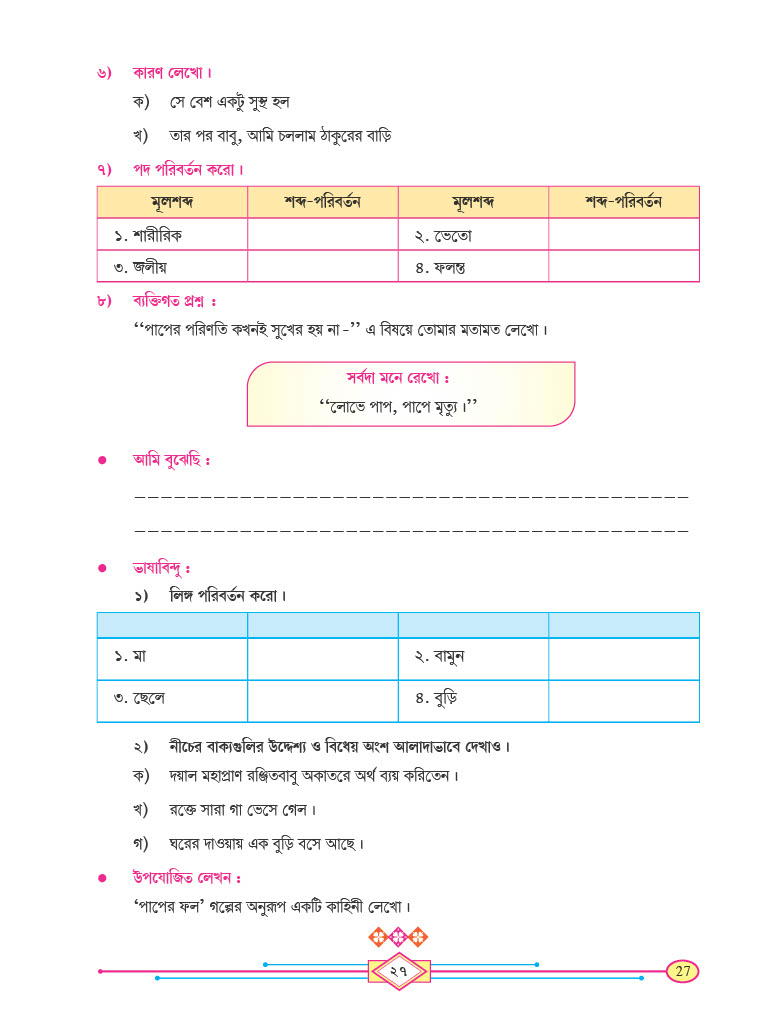 ৬) কারণ লেখো।
ক) সে বেশ একটু সুস্থ হল
খ) তার পর বাবু, আমি চললাম ঠাকুরের বাড়ি
৭) পদ পরিবর্তন করো।
মূলশব্দ শব্দ-পরিবর্তন মূলশব্দ শব্দ-পরিবর্তন
১. শারীরিক ২. ভেতো
৩. জলীয় ৪. ফলন্ত
৮) ব্যক্তিগত প্রশ্ন :
‘‘পাপের পরিণতি কখনই সুখের হয় না -’’ এ বিষয়ে তোমার মতামত লেখো।
সর্বদা মনে রেখো :
‘‘লোভে পাপ, পাপে মৃত্যু।’’
● আমি বুঝেছি :
● ভাষাবিন্দু :
১) লিঙ্গ পরিবর্তন করো।
১. মা ২. বামুন
৩. ছেলে ৪. বুড়ি
২) নীচের বাক্যগুলির উদ্দেশ্য ও বিধেয় অংশ আলাদাভাবে দেখাও।
ক) দয়াল মহাপ্রাণ রঞ্জিতবাবু অকাতরে অর্থ ব্যয় করিতেন।
খ) রক্তে সারা গা ভেসে গেল।
গ) ঘরের দাওয়ায় এক বুড়ি বসে আছে।
● উপযোজিত লেখন :
‘পাপের ফল’ গল্পের অনুরূপ একটি কাহিনী লেখো।
২৭ 27